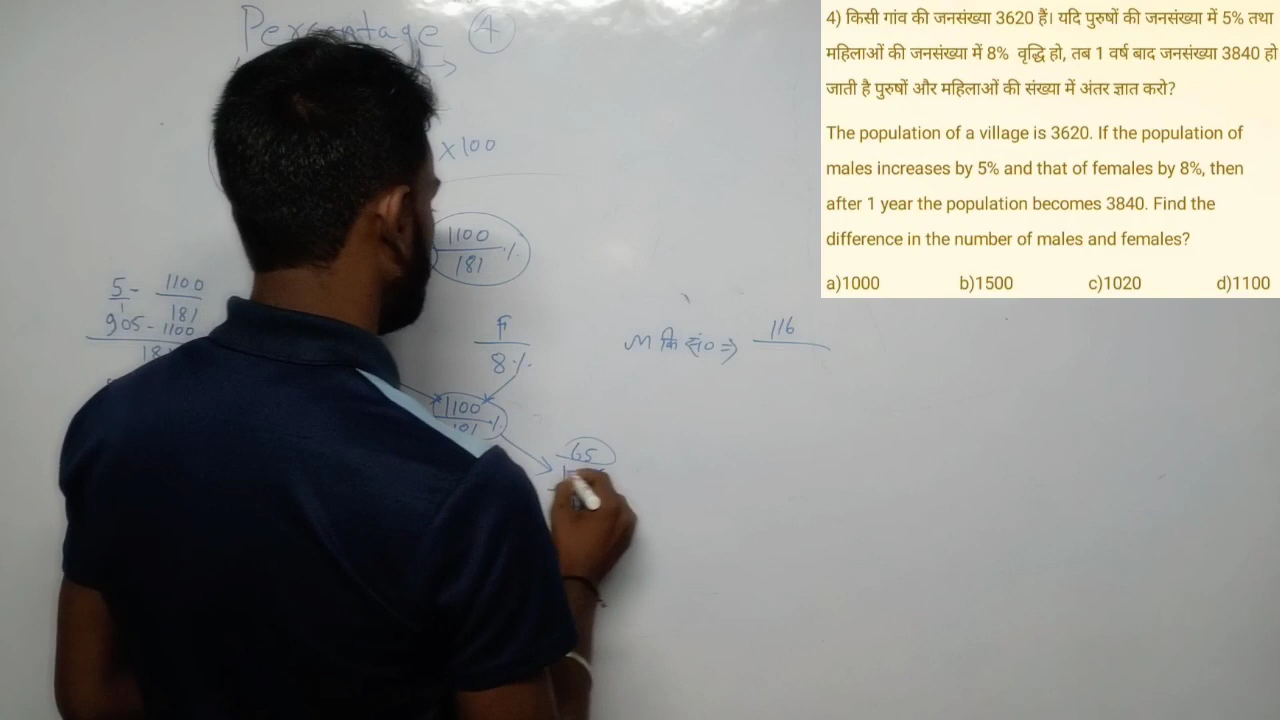 Percentage 4
x100
1100
181 %
5 - 1100
181
905-1100
F
8%
M कि सं० => 116
1100
181 %
65
4) किसी गांव की जनसंख्या 3620 हैं। यदि पुरुषों की जनसंख्या में 5% तथा
महिलाओं की जनसंख्या में 8% वृद्धि हो, तब 1 वर्ष बाद जनसंख्या 3840 हो
जाती है पुरुषों और महिलाओं की संख्या में अंतर ज्ञात करो?
The population of a village is 3620. If the population of
males increases by 5% and that of females by 8%, then
after 1 year the population becomes 3840. Find the
difference in the number of males and females?
a)1000 b)1500 c)1020 d)1100